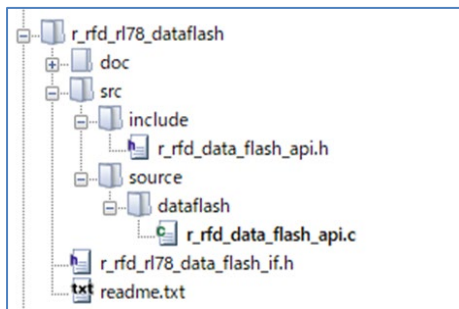 r_rfd_rl78_dataflash
doc
src
include
r_rfd_data_flash_api.h
source
dataflash
r_rfd_data_flash_api.c
r_rfd_rl78_data_flash_if.h
readme.txt